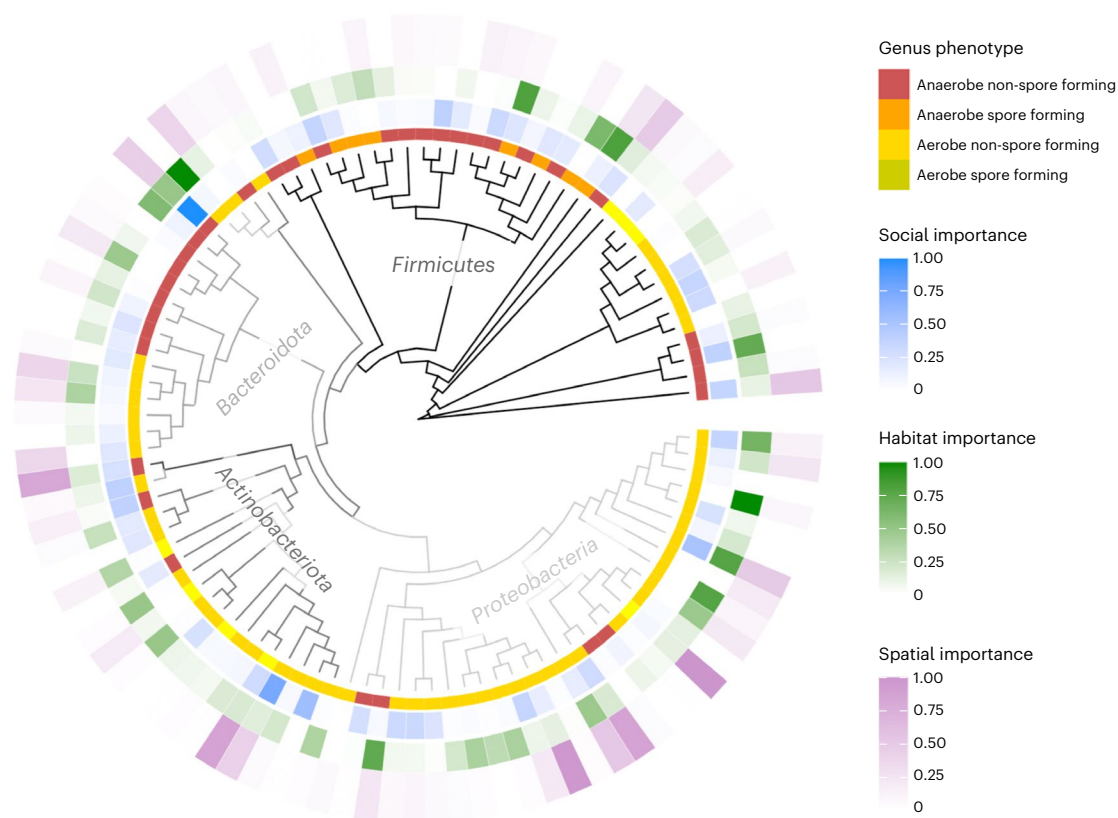 Firmicutes
Bacteroidota
Actinobacteriota
Proteobacteria
Genus phenotype
Anaerobe non-spore forming
Anaerobe spore forming
Aerobe non-spore forming
Aerobe spore forming
Social importance
1.00
0.75
0.50
0.25
0
Habitat importance
1.00
0.75
0.50
0.25
0
Spatial importance
1.00
0.75
0.50
0.25
0